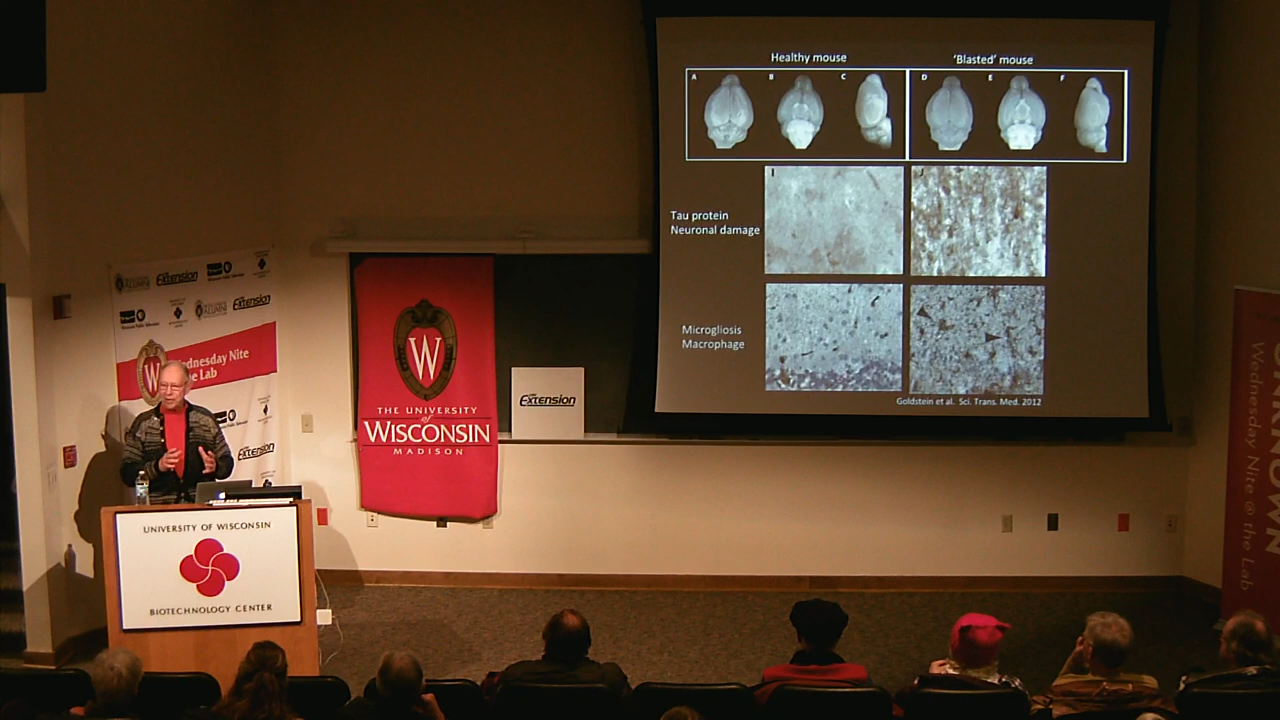 Healthy mouse
'Blasted' mouse
A
B
C
D
E
F
I
J
Tau protein
Neuronal damage
Microgliosis
Macrophage
Goldstein et al. Sci. Trans. Med. 2012
Extension
Extension
Wednesday Nite
Lab
Extension
W
W
THE UNIVERSITY
of
WISCONSIN
MADISON
Extension
UNIVERSITY OF WISCONSIN
BIOTECHNOLOGY CENTER
Wednesday Nite @ the Lab